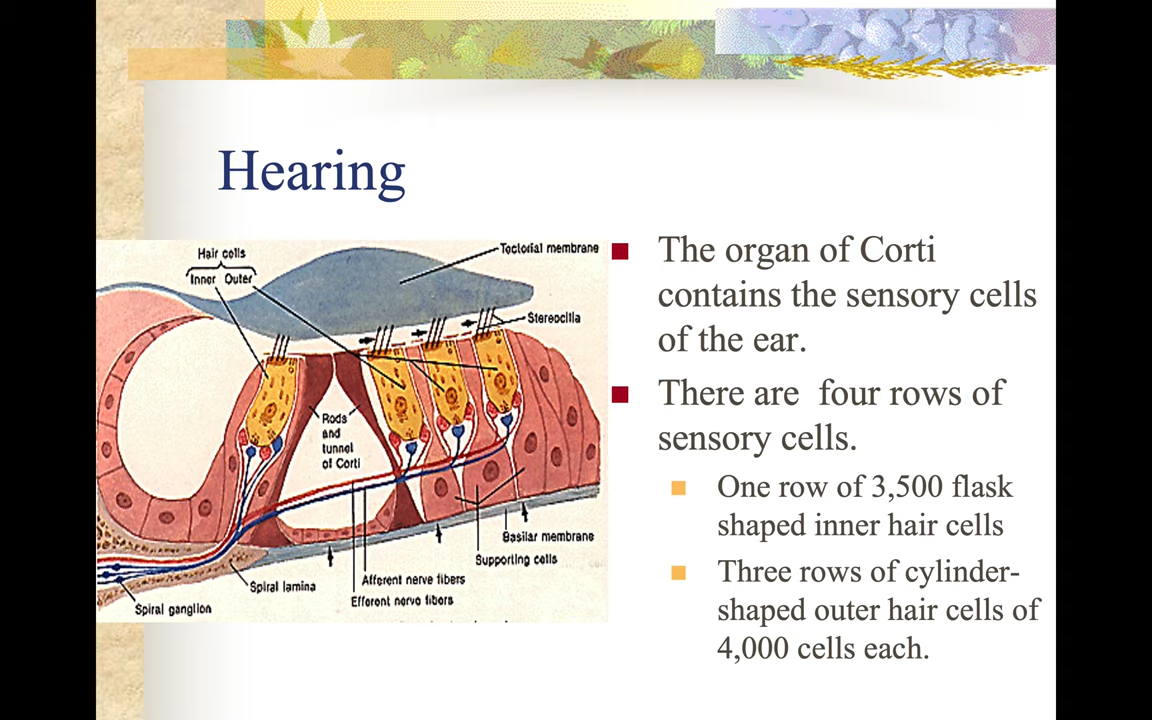 Hearing
Hair cells
Inner Outer
Tectorial membrane
Stereocilia
Rods
and
tunnel
of Corti
Basilar membrane
Supporting cells
Afferent nerve fibers
Efferent nerve fibers
Spiral lamina
Spiral ganglion
The organ of Corti
contains the sensory cells
of the ear.
There are four rows of
sensory cells.
One row of 3,500 flask
shaped inner hair cells
Three rows of cylinder-
shaped outer hair cells of
4,000 cells each.